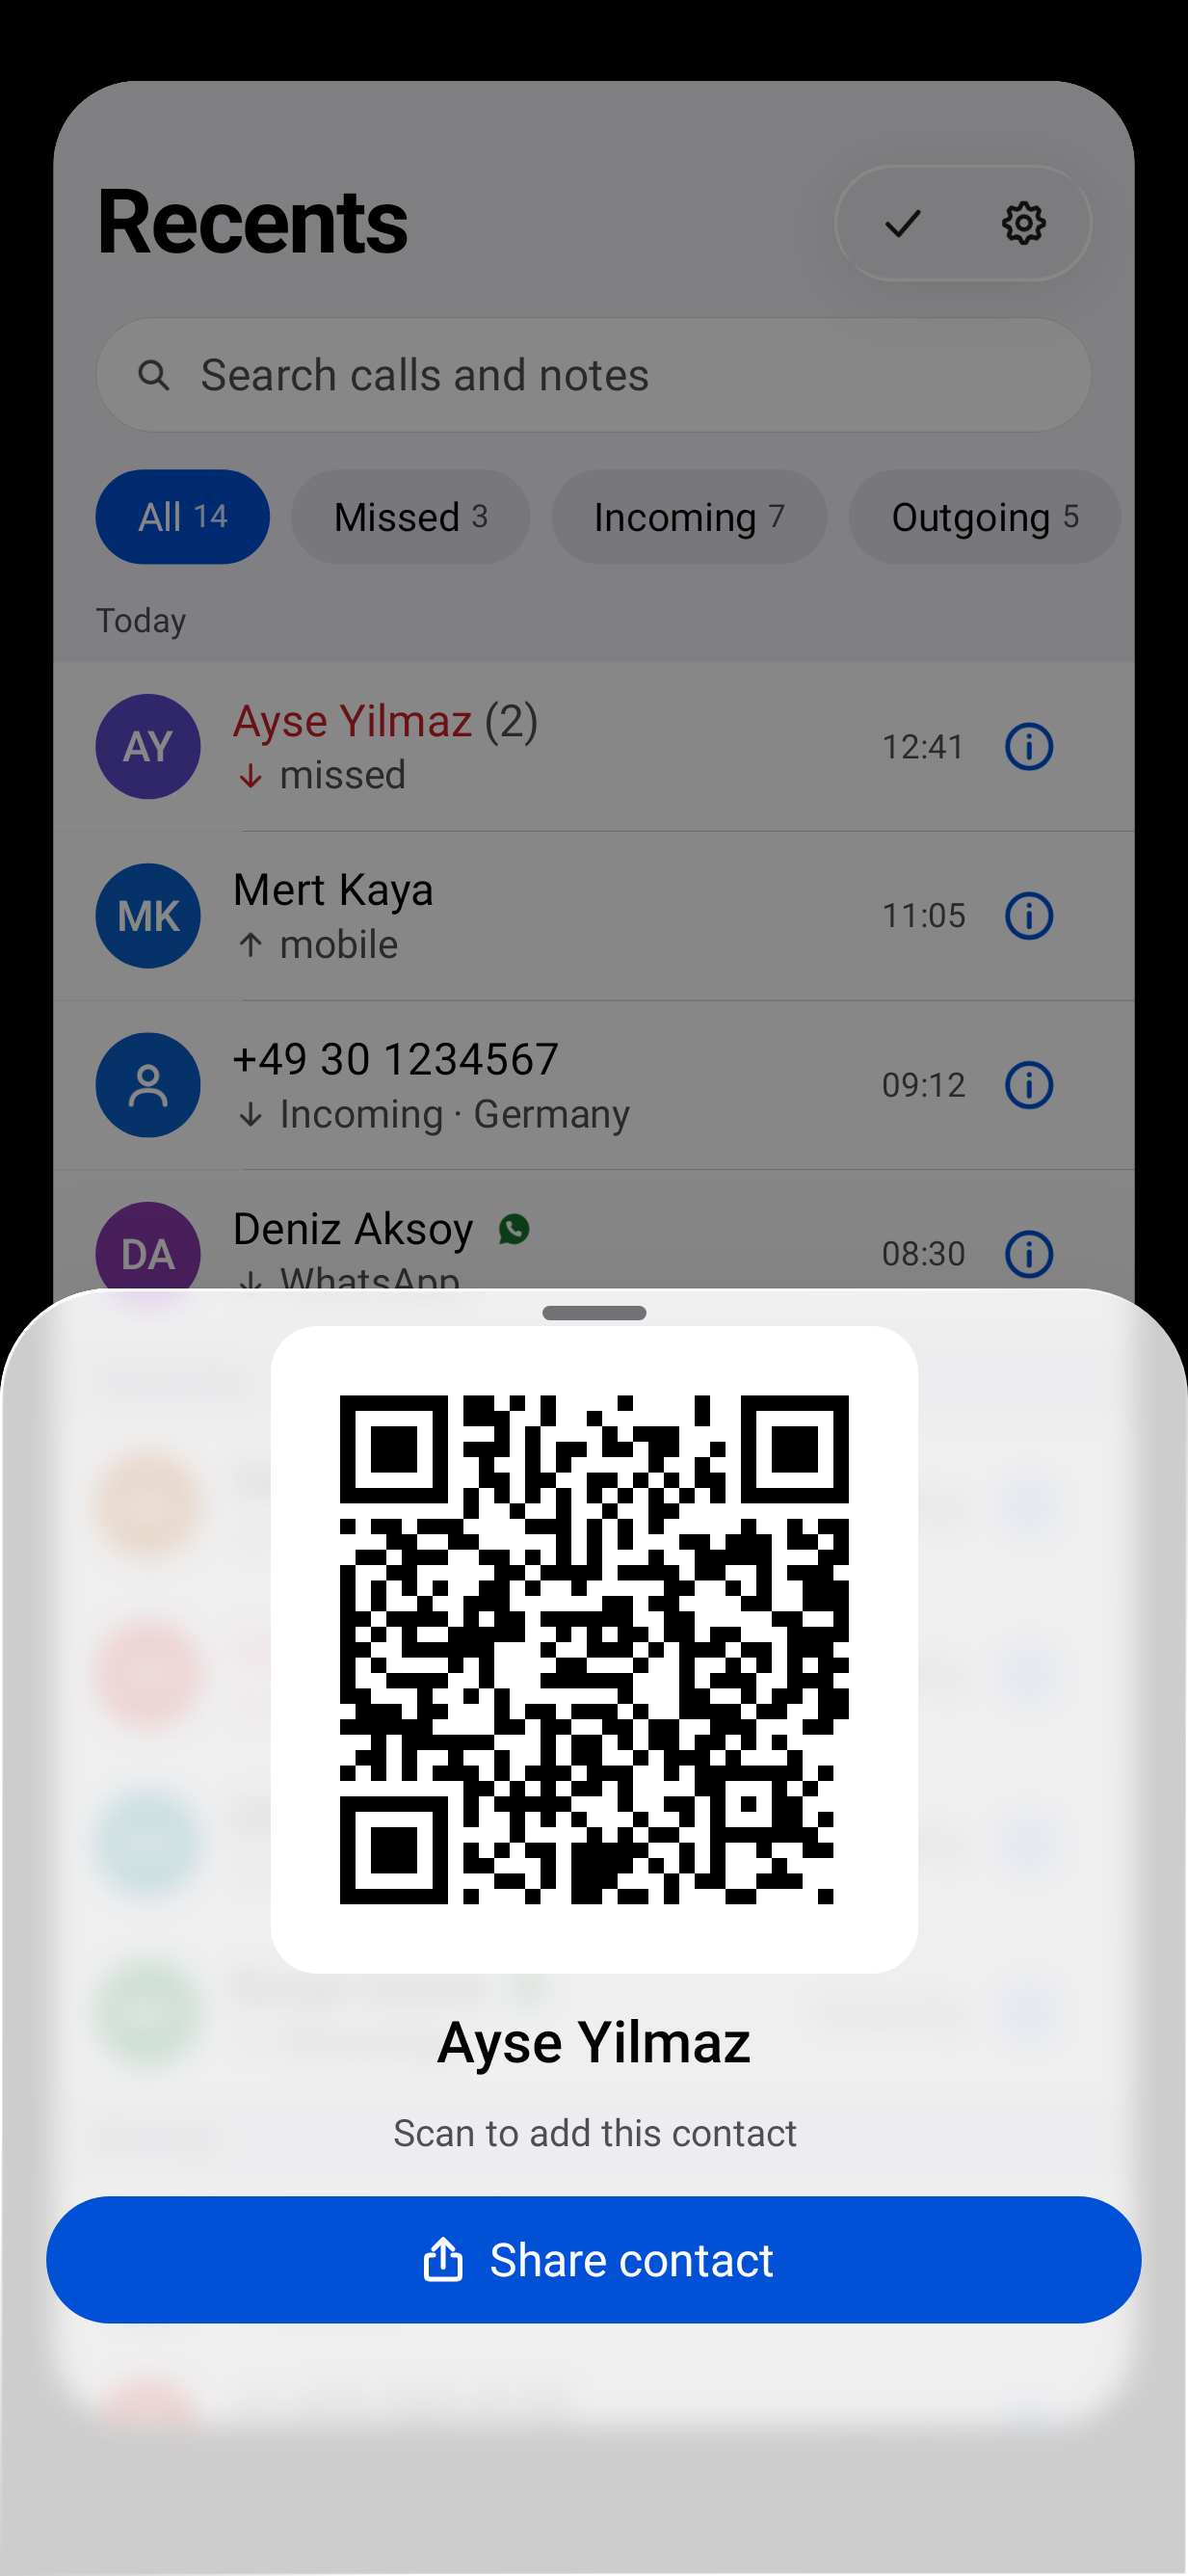 Recents
Search calls and notes
All 14 Missed 3 Incoming 7 Outgoing 5
Today
AY Ayse Yilmaz (2) 12:41
missed
MK Mert Kaya 11:05
mobile
+49 30 1234567 09:12
Incoming · Germany
DA Deniz Aksoy 08:30
WhatsApp
Ayse Yilmaz
Scan to add this contact
Share contact